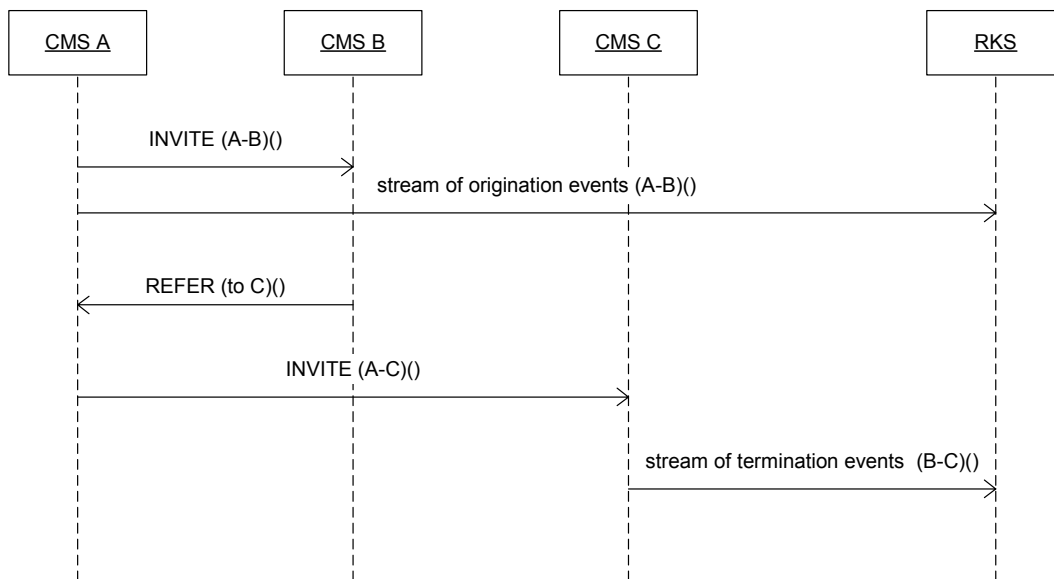 CMS A
CMS B
CMS C
RKS
INVITE (A-B)()
stream of origination events (A-B)()
REFER (to C)()
INVITE (A-C)()
stream of termination events  (B-C)()